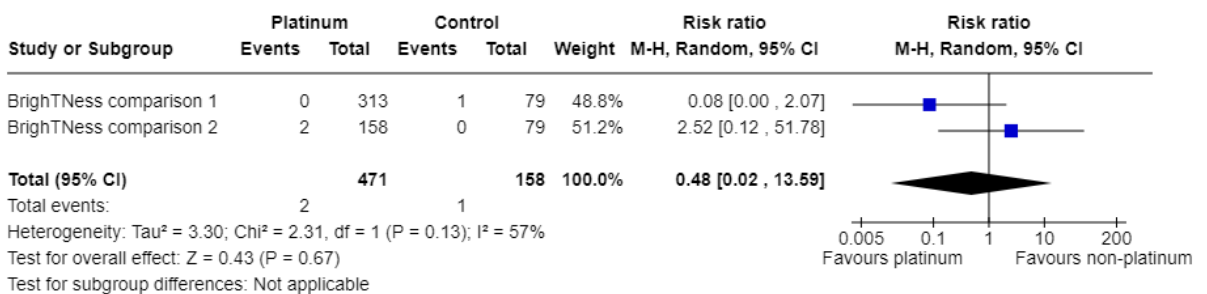 Platinum Control Risk ratio Risk ratio
Study or Subgroup Events Total Events Total Weight M-H, Random, 95% CI M-H, Random, 95% CI
BrighTNess comparison 1 0 313 1 79 48.8% 0.08 [0.00 , 2.07]
BrighTNess comparison 2 2 158 0 79 51.2% 2.52 [0.12 , 51.78]
Total (95% CI) 471 158 100.0% 0.48 [0.02 , 13.59]
Total events: 2 1
Heterogeneity: Tau² = 3.30; Chi² = 2.31, df = 1 (P = 0.13); I² = 57%
0.005 0.1 1 10 200
Test for overall effect: Z = 0.43 (P = 0.67)
Favours platinum Favours non-platinum
Test for subgroup differences: Not applicable